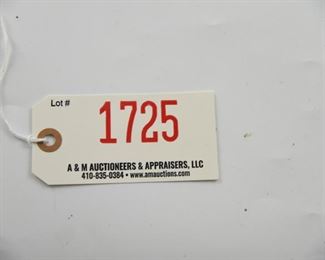 Lot #
1725
A & M AUCTIONEERS & APPRAISERS, LLC
410-835-0384 • www.amauctions.com